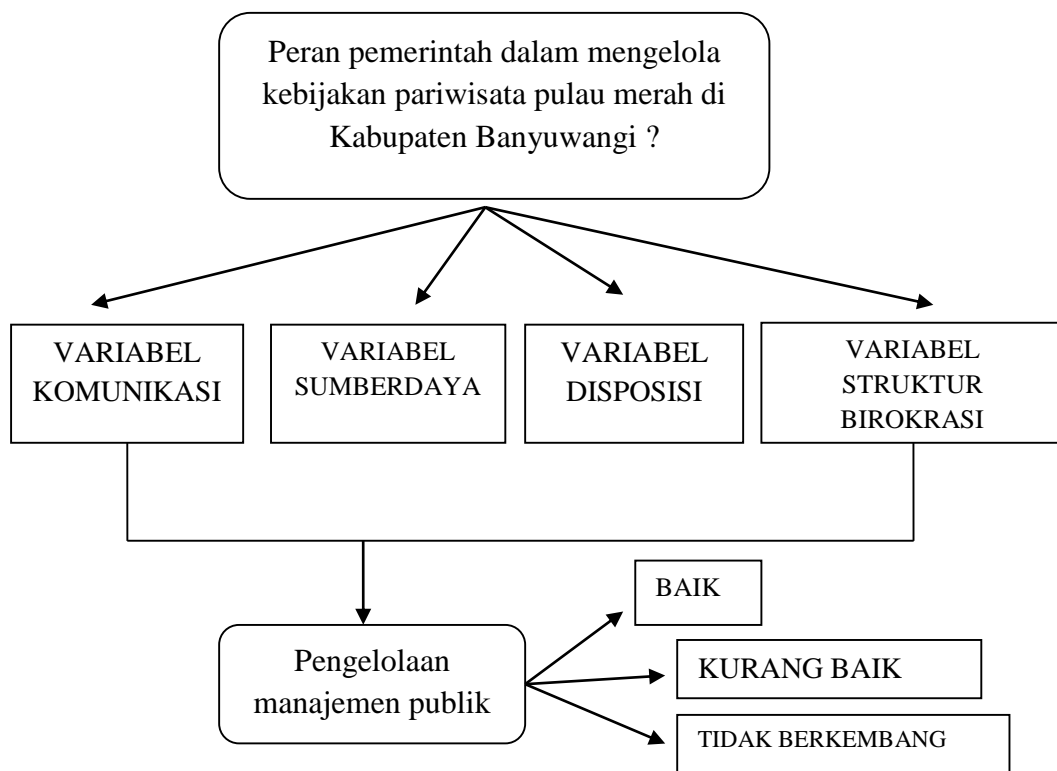 Peran pemerintah dalam mengelola
kebijakan pariwisata pulau merah di
Kabupaten Banyuwangi ?
VARIABEL
KOMUNIKASI
VARIABEL
SUMBERDAYA
VARIABEL
DISPOSISI
VARIABEL
STRUKTUR
BIROKRASI
Pengelolaan
manajemen publik
BAIK
KURANG BAIK
TIDAK BERKEMBANG